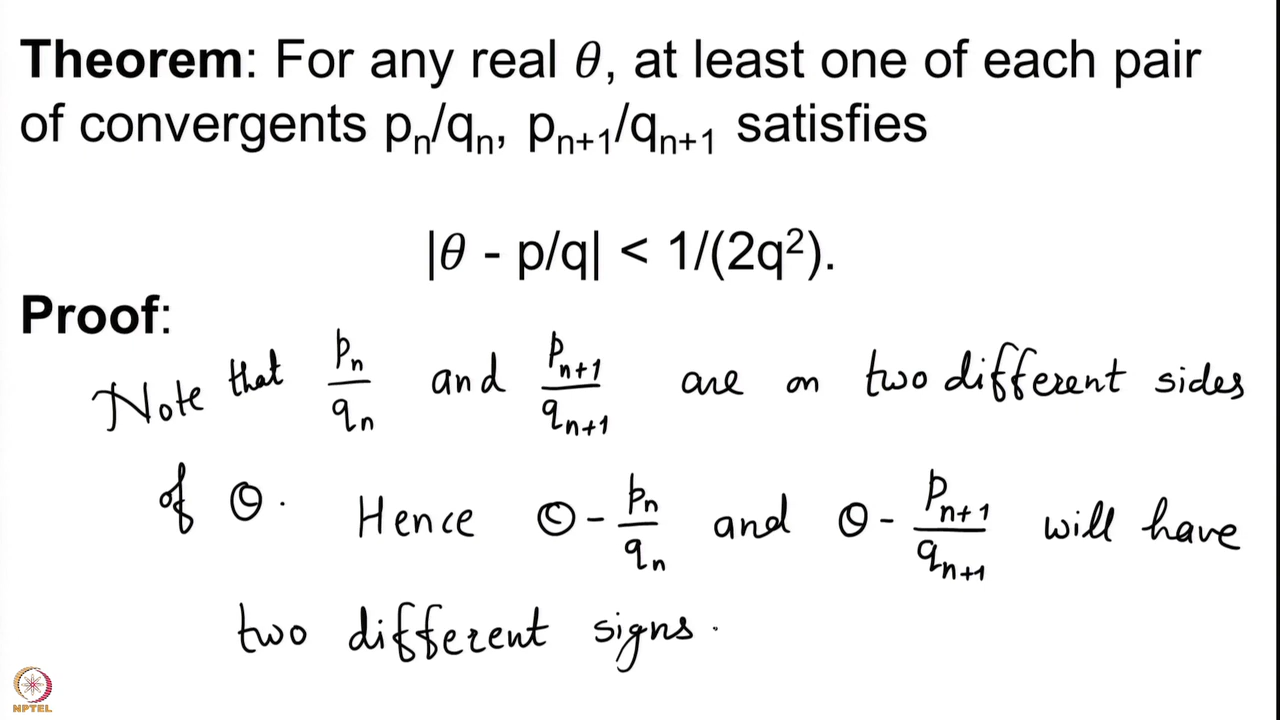 Theorem: For any real θ, at least one of each pair
of convergents pₙ/qₙ, pₙ₊₁/qₙ₊₁ satisfies
|θ - p/q| < 1/(2q²).
Proof:
Note that pₙ/qₙ and pₙ₊₁/qₙ₊₁ are on two different sides
of θ. Hence θ - pₙ/qₙ and θ - pₙ₊₁/qₙ₊₁ will have
two different signs.
NPTEL